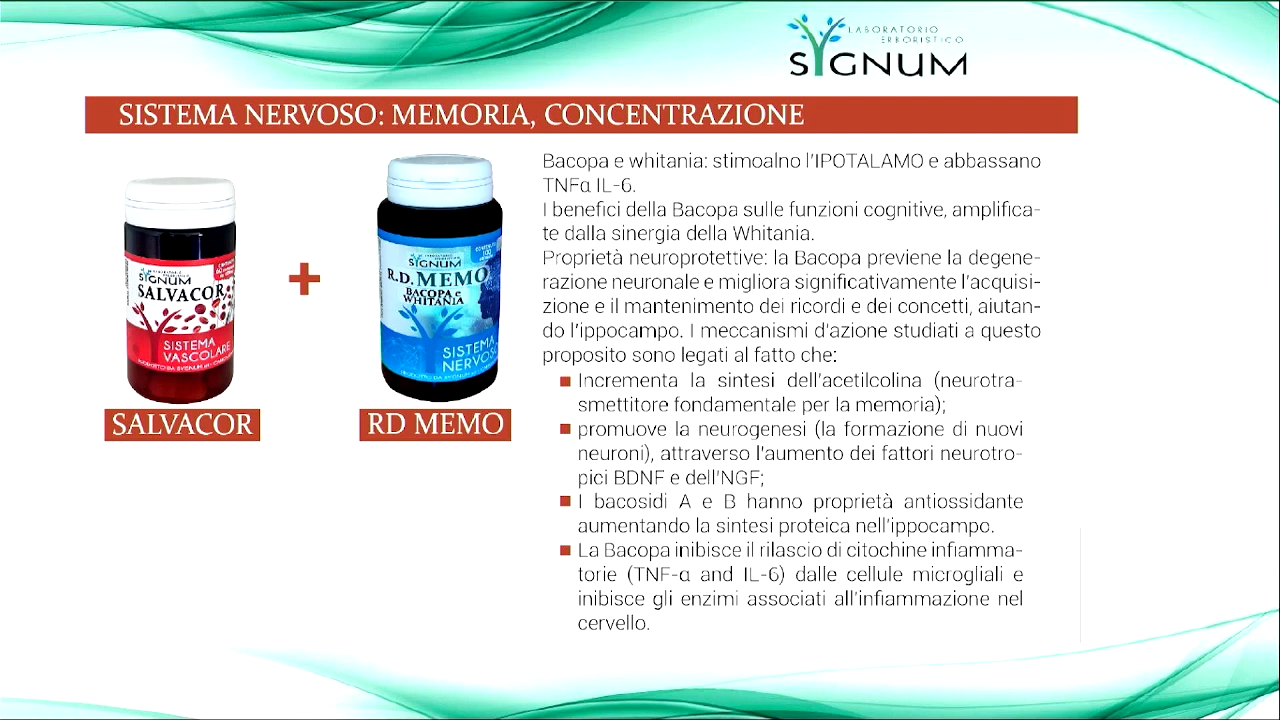 LABORATORIO
ERBORISTICO
SYGNUM
SISTEMA NERVOSO: MEMORIA, CONCENTRAZIONE
SYGNUM
SALVACOR
SISTEMA
VASCOLARE
SALVACOR
+
SYGNUM
R.D. MEMO
BACOPA e
WHITANIA
SISTEMA
NERVOSO
RD MEMO
Bacopa e whitania: stimoalno l'IPOTALAMO e abbassano
TNFα IL-6.
I benefici della Bacopa sulle funzioni cognitive, amplifica-
te dalla sinergia della Whitania.
Proprietà neuroprotettive: la Bacopa previene la degene-
razione neuronale e migliora significativamente l'acquisi-
zione e il mantenimento dei ricordi e dei concetti, aiutan-
do l'ippocampo. I meccanismi d'azione studiati a questo
proposito sono legati al fatto che:
Incrementa la sintesi dell'acetilcolina (neurotra-
smettitore fondamentale per la memoria);
promuove la neurogenesi (la formazione di nuovi
neuroni), attraverso l'aumento dei fattori neurotro-
pici BDNF e dell'NGF;
I bacosidi A e B hanno proprietà antiossidante
aumentando la sintesi proteica nell'ippocampo.
La Bacopa inibisce il rilascio di citochine infiamma-
torie (TNF-α and IL-6) dalle cellule microgliali e
inibisce gli enzimi associati all'infiammazione nel
cervello.